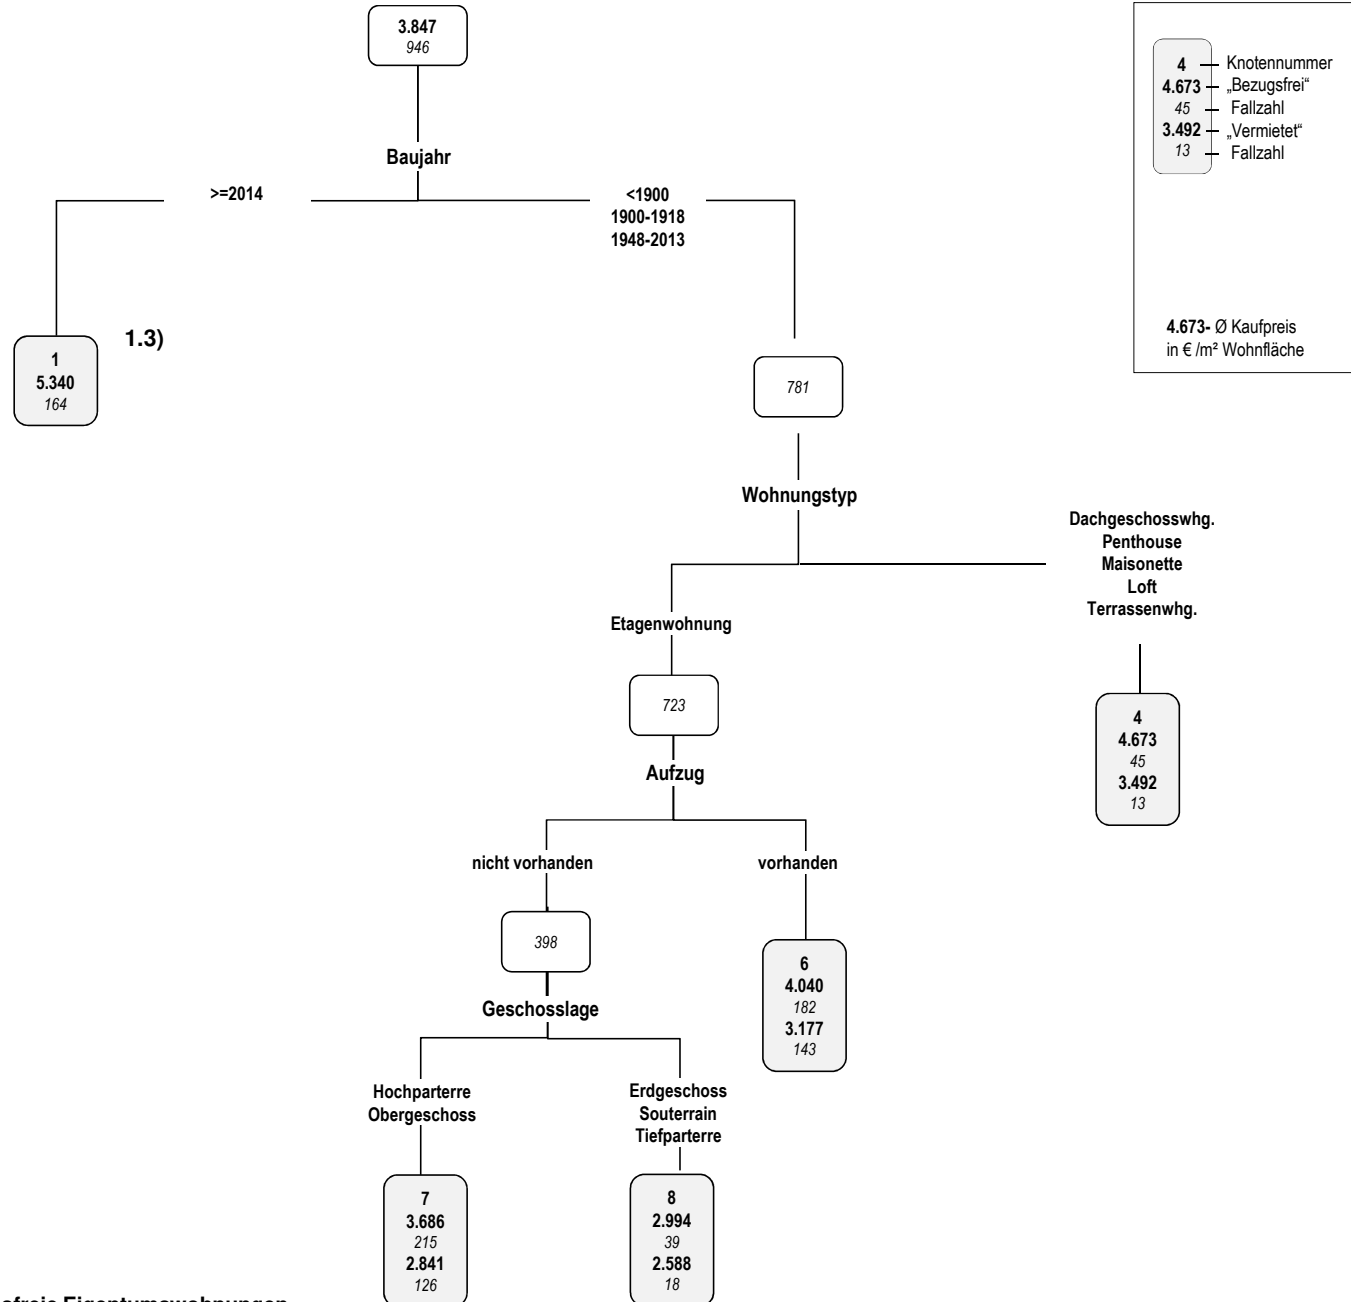 3.847
946
4
Knotennummer
4.673
„Bezugsfrei“
45
Fallzahl
3.492
„Vermietet“
13
Fallzahl
4.673- Ø Kaufpreis
in € /m² Wohnfläche
Baujahr
>=2014
<1900
1900-1918
1948-2013
1.3)
1
5.340
164
781
Wohnungstyp
Dachgeschosswhg.
Penthouse
Maisonette
Loft
Terrassenwhg.
Etagenwohnung
723
4
4.673
45
3.492
13
Aufzug
nicht vorhanden
vorhanden
398
6
4.040
182
3.177
143
Geschosslage
Hochparterre
Obergeschoss
Erdgeschoss
Souterrain
Tiefparterre
7
3.686
215
2.841
126
8
2.994
39
2.588
18